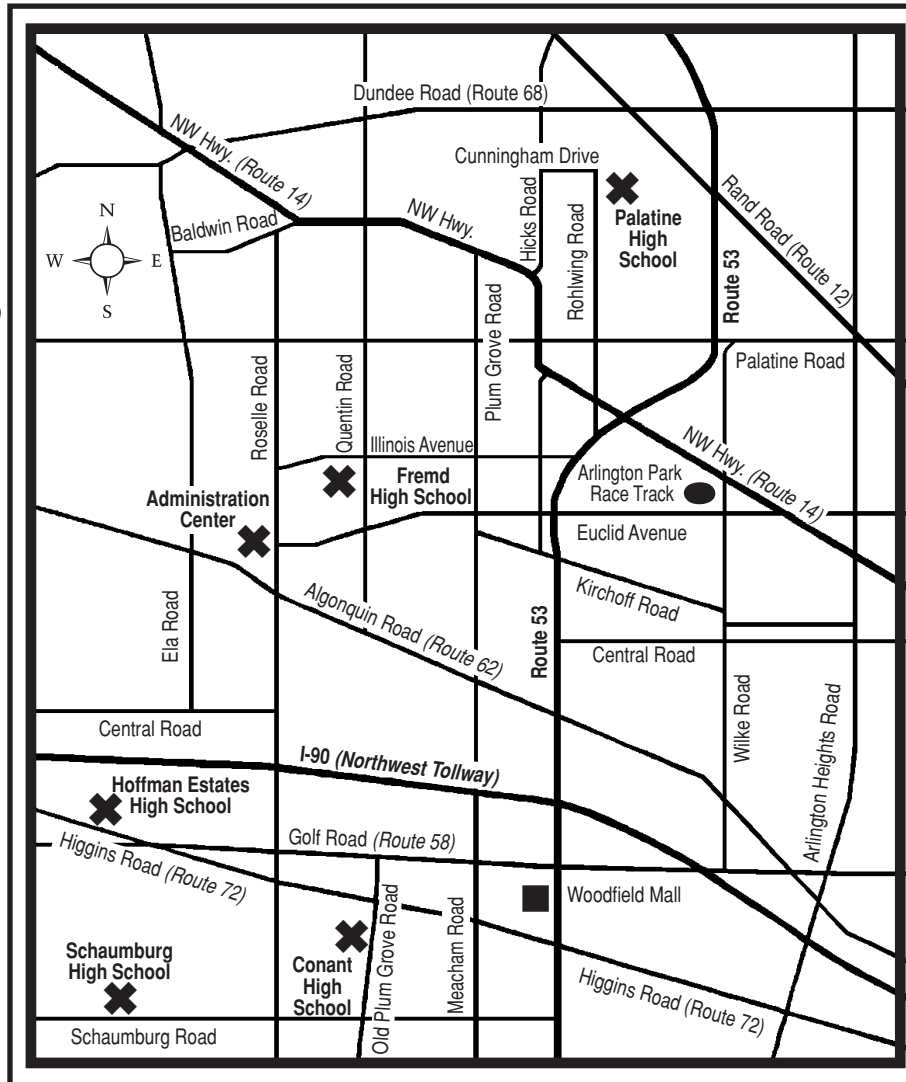 Dundee Road (Route 68)
NW Hwy. (Route 14)
Cunningham Drive
Rand Road (Route 12)
Hicks Road
Rohlwing Road
Palatine
High
School
N
W
E
S
Baldwin Road
NW Hwy.
Route 53
Plum Grove Road
Palatine Road
Roselle Road
Quentin Road
Illinois Avenue
Fremd
High School
Arlington Park
Race Track
NW Hwy. (Route 14)
Administration
Center
Euclid Avenue
Kirchoff Road
Ela Road
Algonquin Road (Route 62)
Route 53
Central Road
Wilke Road
Arlington Heights Road
Central Road
I-90 (Northwest Tollway)
Hoffman Estates
High School
Golf Road (Route 58)
Higgins Road (Route 72)
Woodfield Mall
Old Plum Grove Road
Meacham Road
Schaumburg
High School
Conant
High
School
Higgins Road (Route 72)
Schaumburg Road